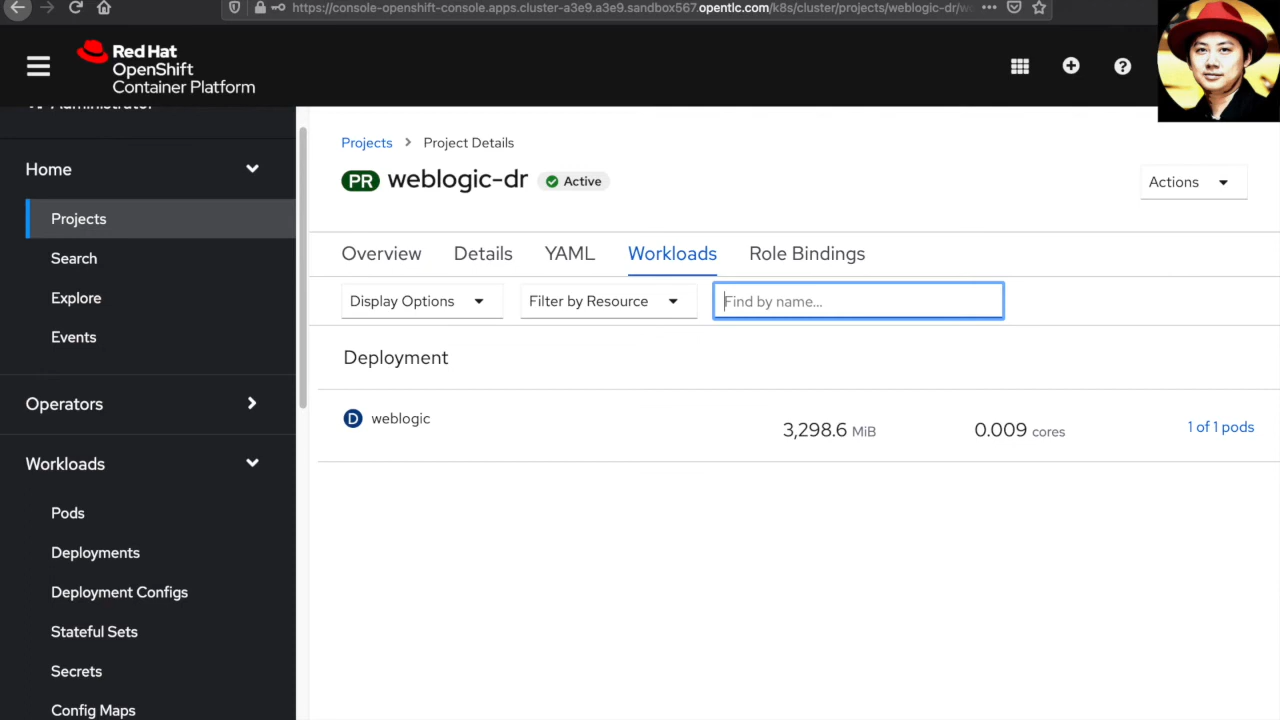 https://console-openshift-console.apps.cluster-a3e9.a3e9.sandbox567.opentlc.com/k8s/cluster/projects/weblogic-dr/
Red Hat
OpenShift
Container Platform
Administrator
Home
Projects
Search
Explore
Events
Operators
Workloads
Pods
Deployments
Deployment Configs
Stateful Sets
Secrets
Config Maps
Projects > Project Details
PR weblogic-dr Active
Actions
Overview Details YAML Workloads Role Bindings
Display Options Filter by Resource Find by name...
Deployment
D weblogic 3,298.6 MiB 0.009 cores 1 of 1 pods